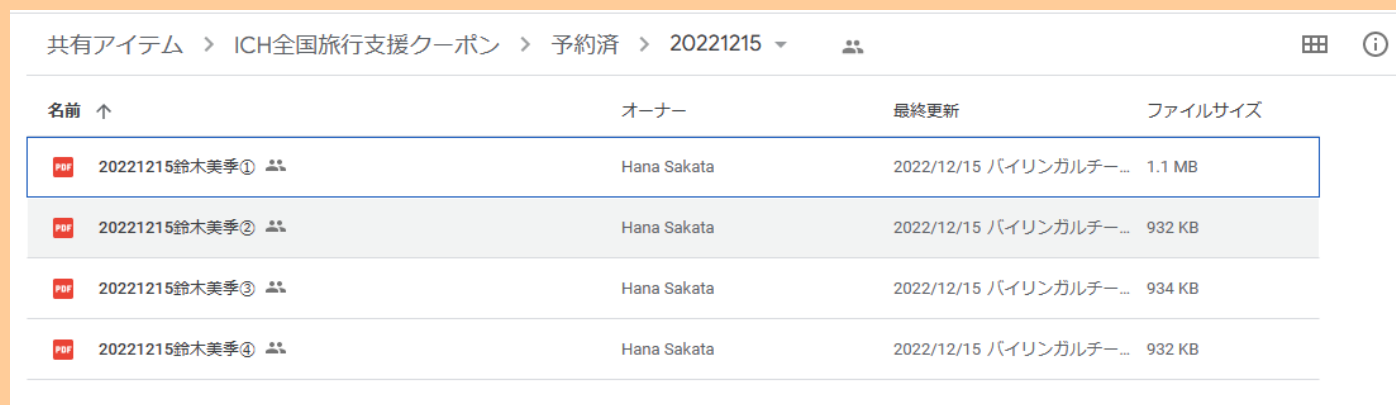 共有アイテム > ICH全国旅行支援クーポン > 予約済 > 20221215
名前 ↑ オーナー 最終更新 ファイルサイズ
PDF 20221215鈴木美季① Hana Sakata 2022/12/15 バイリンガルチー... 1.1 MB
PDF 20221215鈴木美季② Hana Sakata 2022/12/15 バイリンガルチー... 932 KB
PDF 20221215鈴木美季③ Hana Sakata 2022/12/15 バイリンガルチー... 934 KB
PDF 20221215鈴木美季④ Hana Sakata 2022/12/15 バイリンガルチー... 932 KB